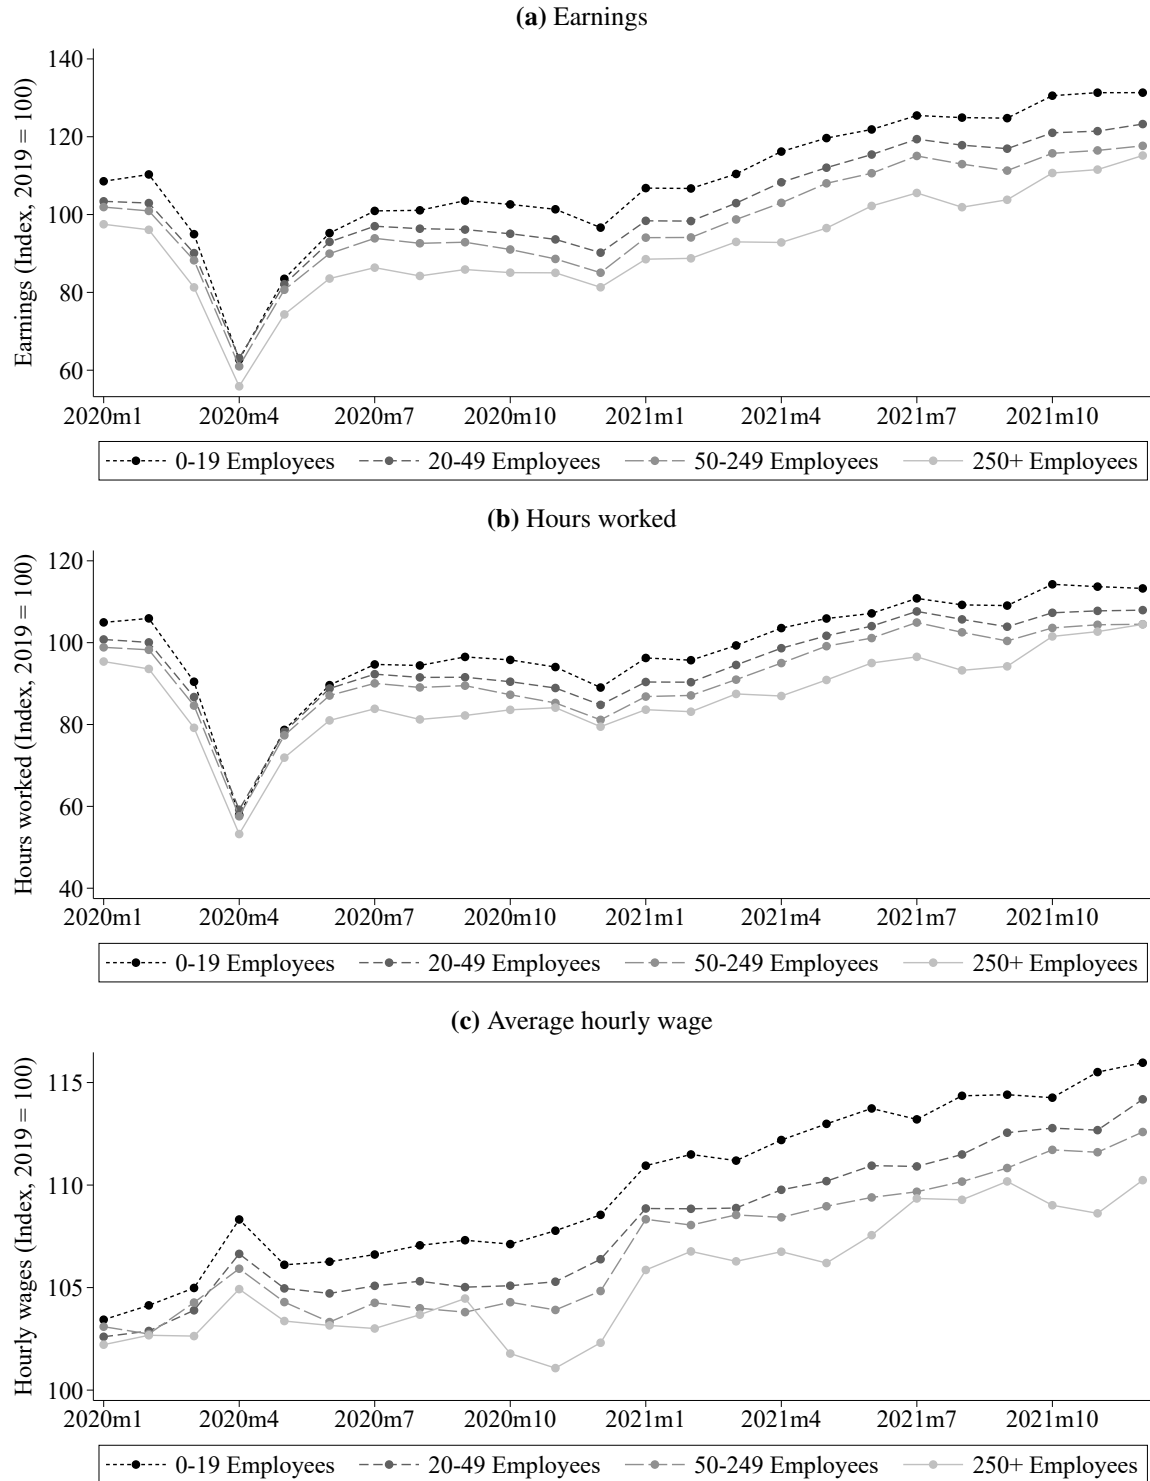 (a) Earnings
Earnings (Index, 2019 = 100)
140
120
100
80
60
2020m1 2020m4 2020m7 2020m10 2021m1 2021m4 2021m7 2021m10
0-19 Employees 20-49 Employees 50-249 Employees 250+ Employees
(b) Hours worked
Hours worked (Index, 2019 = 100)
120
100
80
60
40
2020m1 2020m4 2020m7 2020m10 2021m1 2021m4 2021m7 2021m10
0-19 Employees 20-49 Employees 50-249 Employees 250+ Employees
(c) Average hourly wage
Hourly wages (Index, 2019 = 100)
115
110
105
100
2020m1 2020m4 2020m7 2020m10 2021m1 2021m4 2021m7 2021m10
0-19 Employees 20-49 Employees 50-249 Employees 250+ Employees